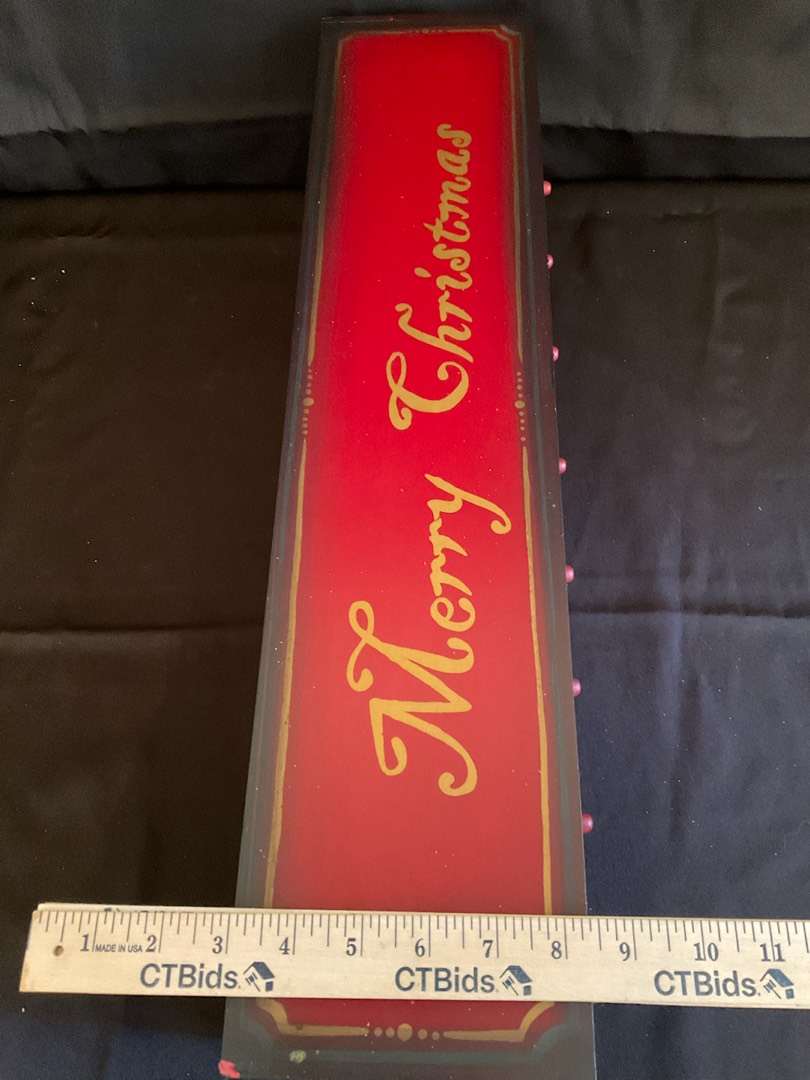 Merry Christmas
1 MADE IN USA 2 3 4 5 6 7 8 9 10 11
CTBids. CTBids. CTBids.